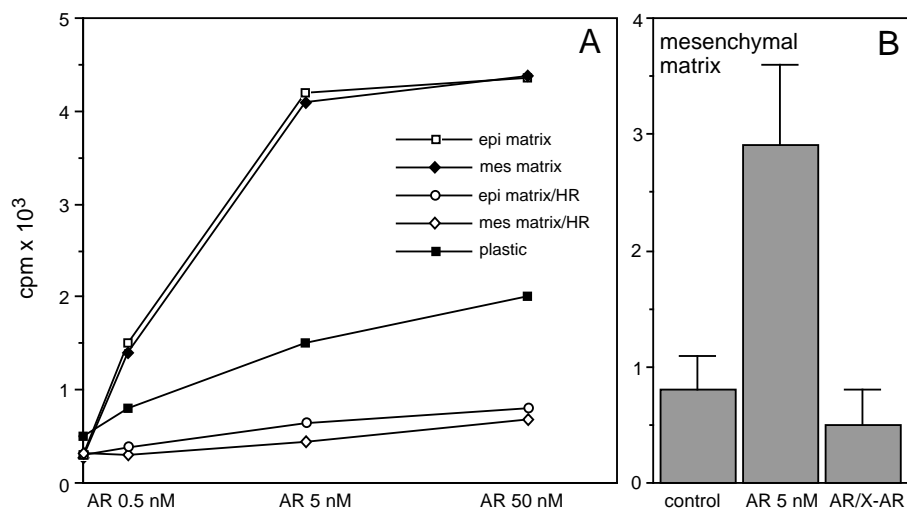 A
5
4
3
2
1
0
cpm x 10³
epi matrix
mes matrix
epi matrix/HR
mes matrix/HR
plastic
AR 0.5 nM
AR 5 nM
AR 50 nM
B
mesenchymal
matrix
4
3
2
1
0
control
AR 5 nM
AR/X-AR